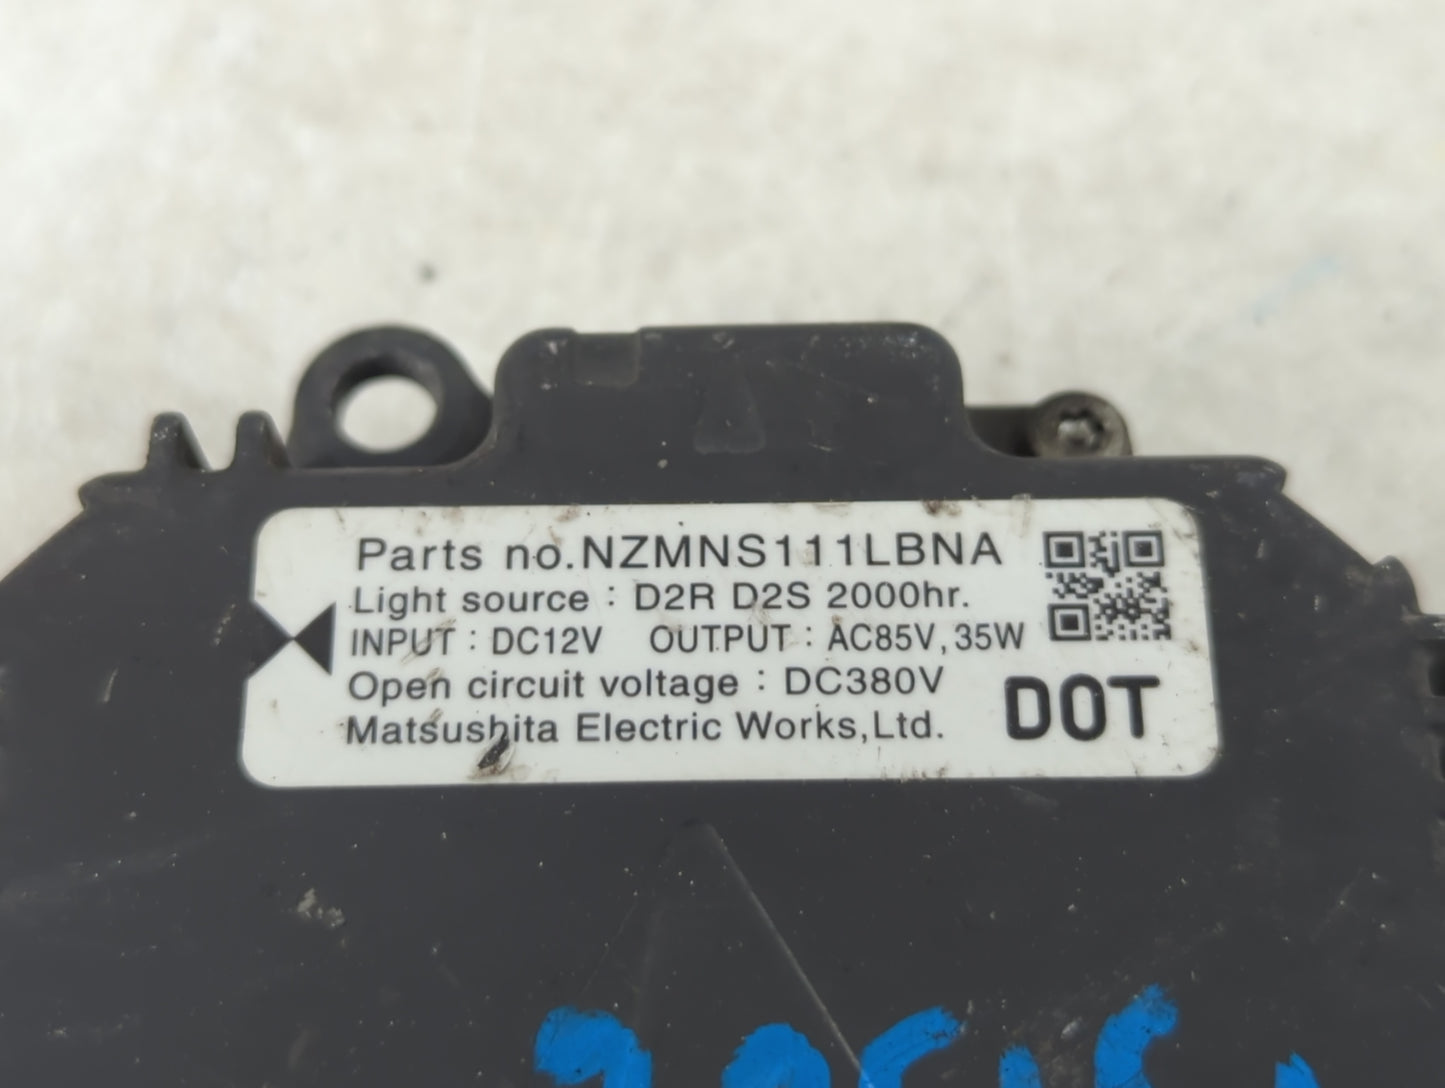 Parts no.NZMNS111LBNA
Light source : D2R D2S 2000hr.
INPUT : DC12V OUTPUT : AC85V, 35W
Open circuit voltage : DC380V
Matsushita Electric Works,Ltd.
DOT